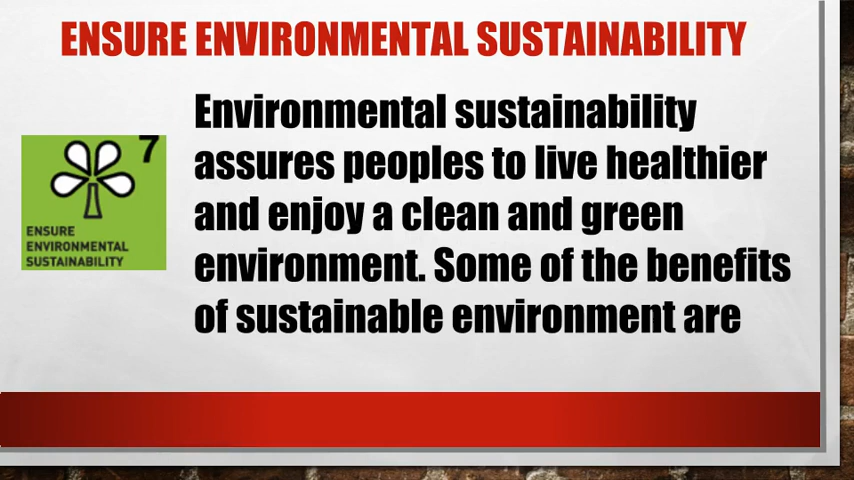 ENSURE ENVIRONMENTAL SUSTAINABILITY
Environmental sustainability
assures peoples to live healthier
and enjoy a clean and green
environment. Some of the benefits
of sustainable environment are
7
ENSURE
ENVIRONMENTAL
SUSTAINABILITY